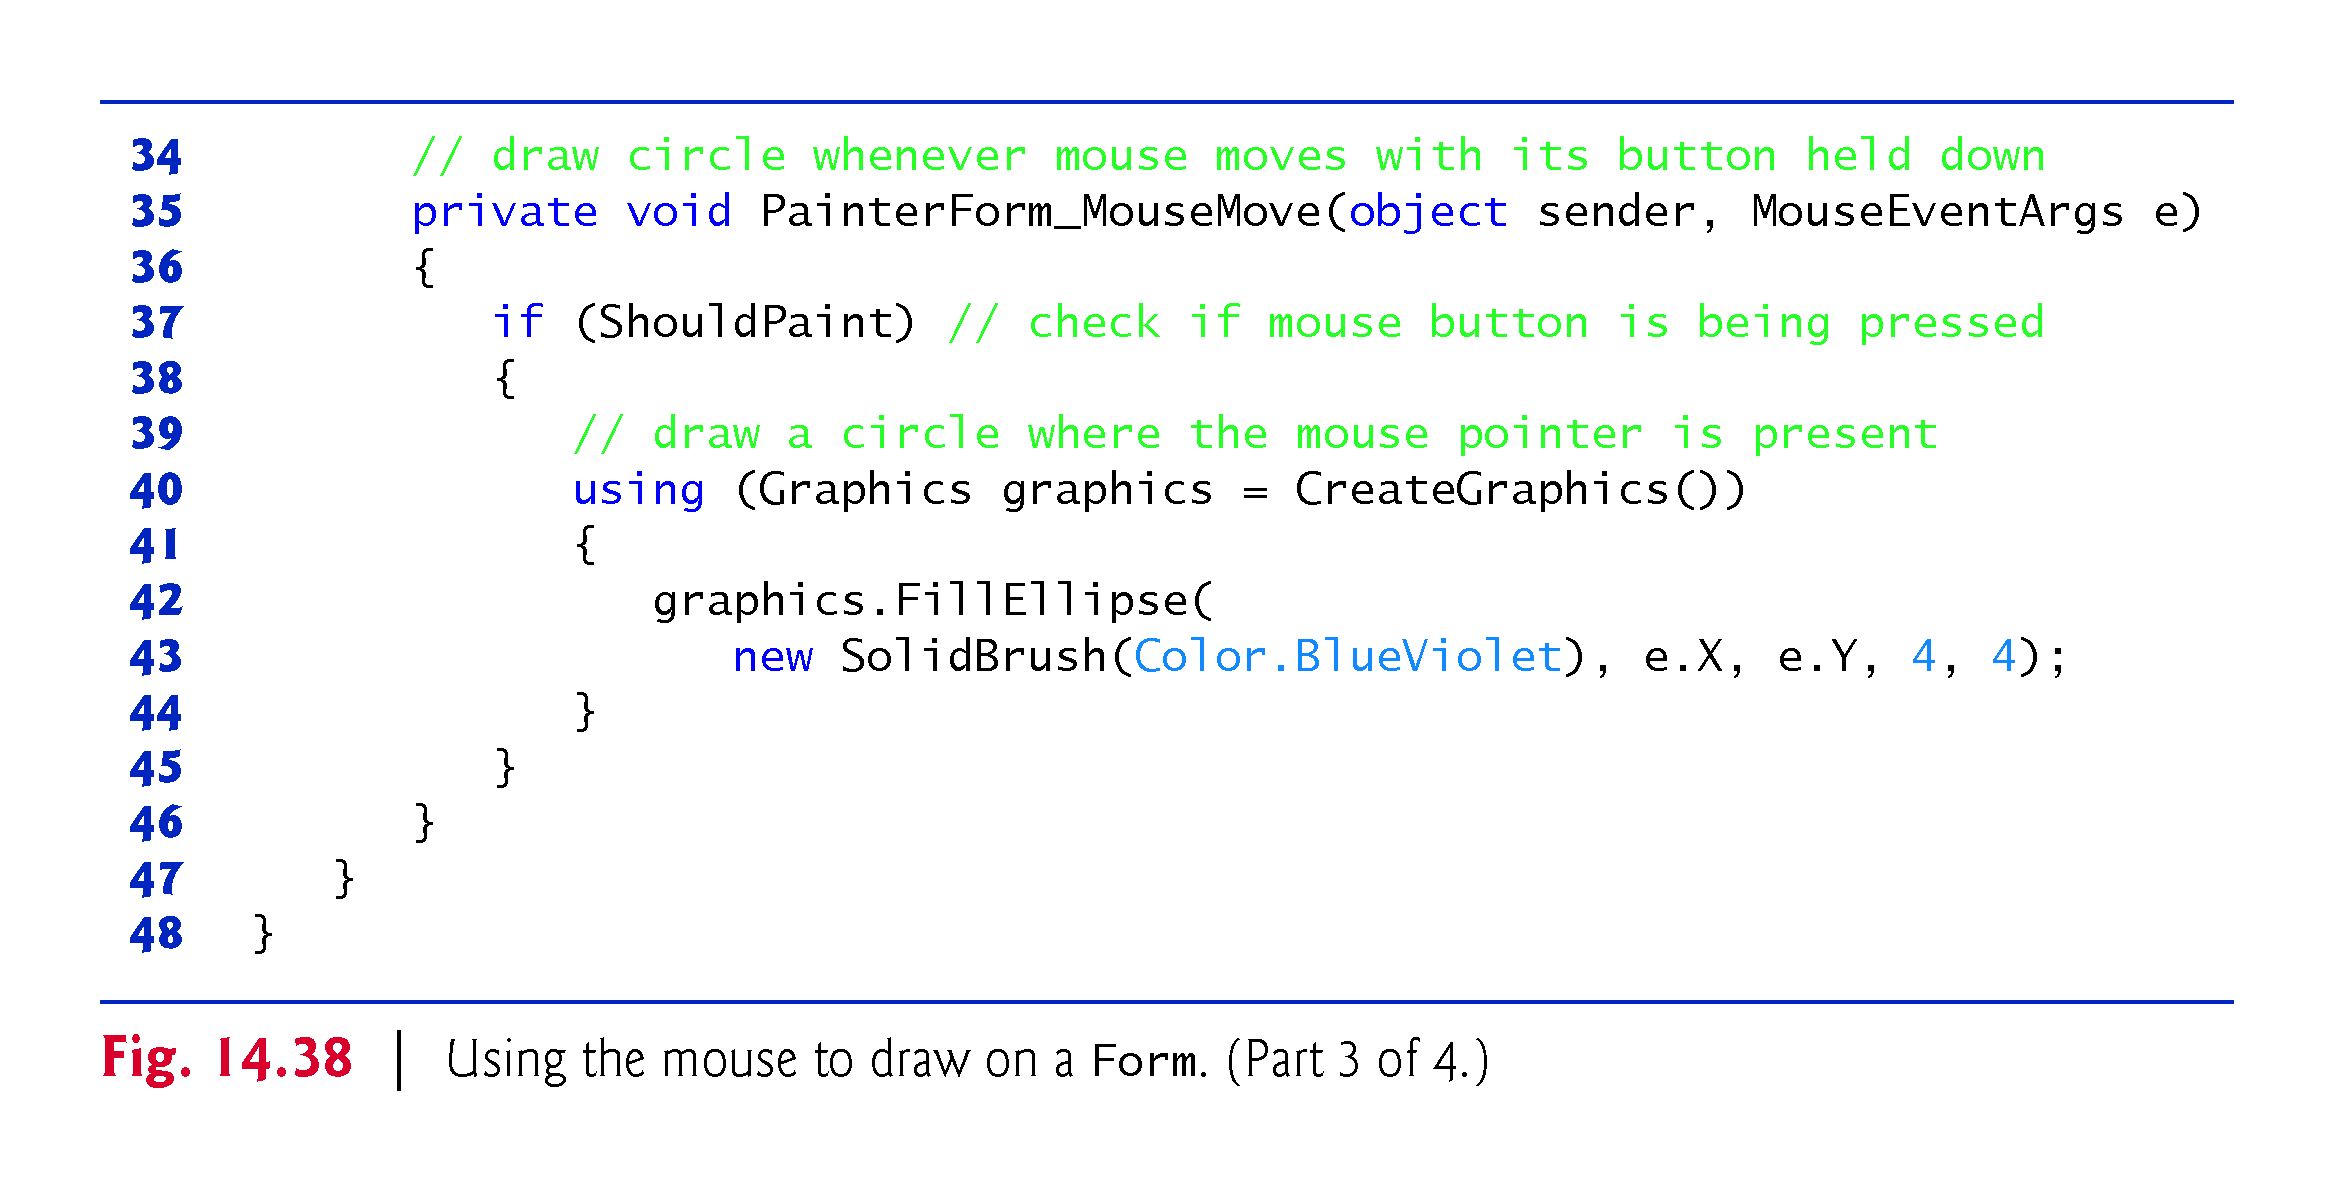 34 // draw circle whenever mouse moves with its button held down
35 private void PainterForm_MouseMove(object sender, MouseEventArgs e)
36 {
37 if (ShouldPaint) // check if mouse button is being pressed
38 {
39 // draw a circle where the mouse pointer is present
40 using (Graphics graphics = CreateGraphics())
41 {
42 graphics.FillEllipse(
43 new SolidBrush(Color.BlueViolet), e.X, e.Y, 4, 4);
44 }
45 }
46 }
47 }
48 }
Fig. 14.38 | Using the mouse to draw on a Form. (Part 3 of 4.)